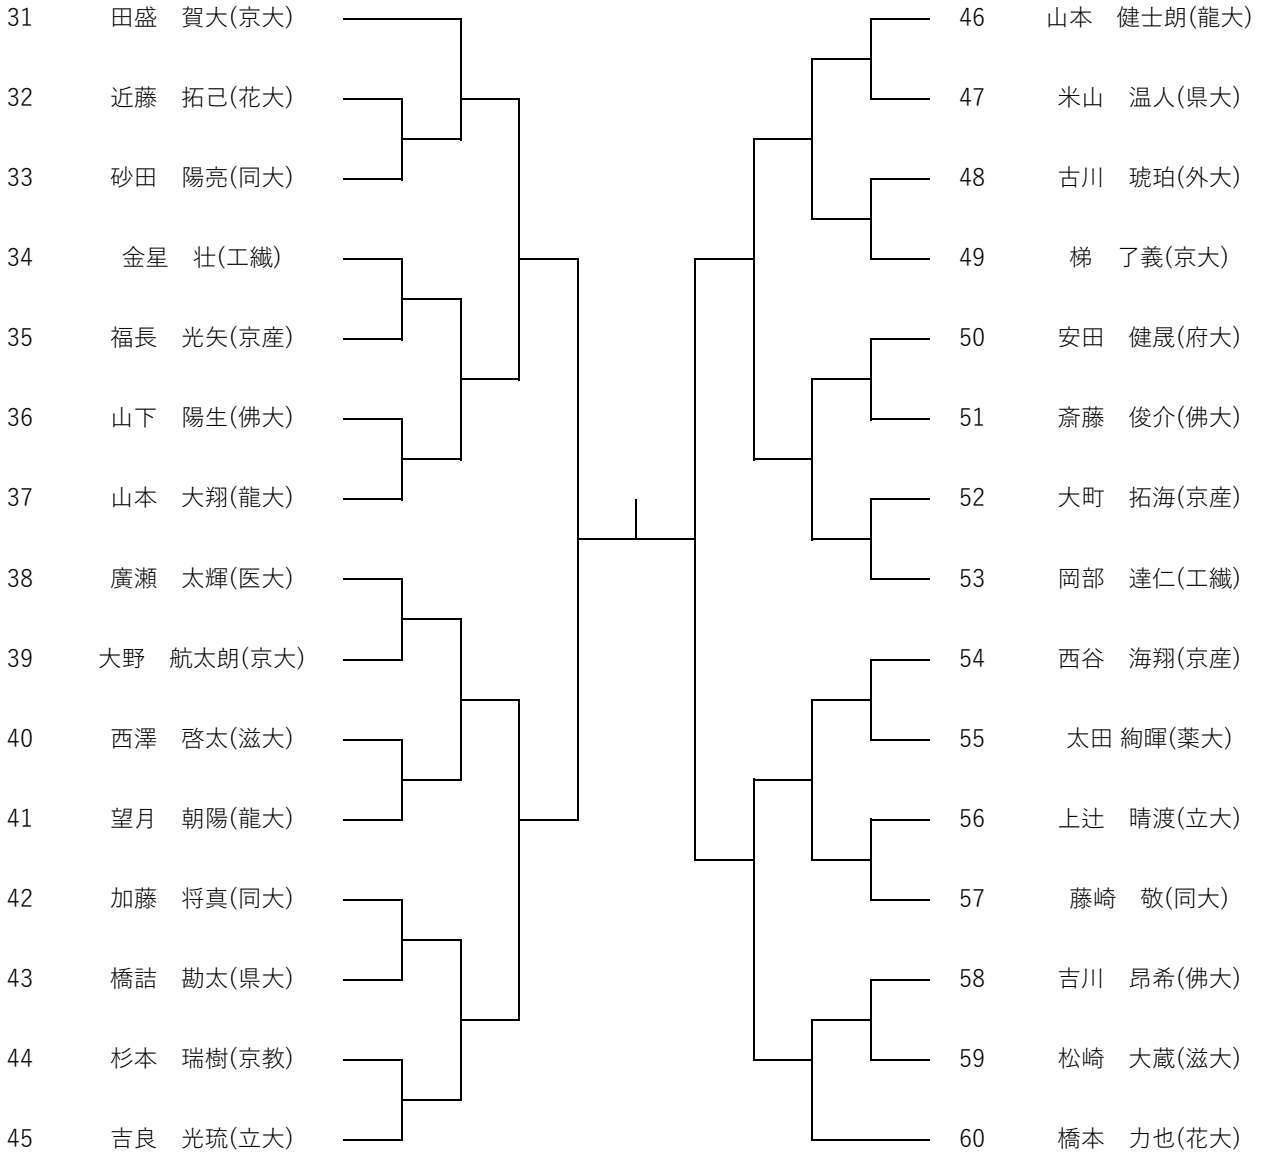 31 田盛　賀大(京大)
32 近藤　拓己(花大)
33 砂田　陽亮(同大)
34 金星　壮(工繊)
35 福長　光矢(京産)
36 山下　陽生(佛大)
37 山本　大翔(龍大)
38 廣瀬　太輝(医大)
39 大野　航太朗(京大)
40 西澤　啓太(滋大)
41 望月　朝陽(龍大)
42 加藤　将真(同大)
43 橋詰　勘太(県大)
44 杉本　瑞樹(京教)
45 吉良　光琉(立大)
46 山本　健士朗(龍大)
47 米山　温人(県大)
48 古川　琥珀(外大)
49 梯　了義(京大)
50 安田　健晟(府大)
51 斎藤　俊介(佛大)
52 大町　拓海(京産)
53 岡部　達仁(工繊)
54 西谷　海翔(京産)
55 太田 絢暉(薬大)
56 上辻　晴渡(立大)
57 藤崎　敬(同大)
58 吉川　昂希(佛大)
59 松崎　大蔵(滋大)
60 橋本　力也(花大)